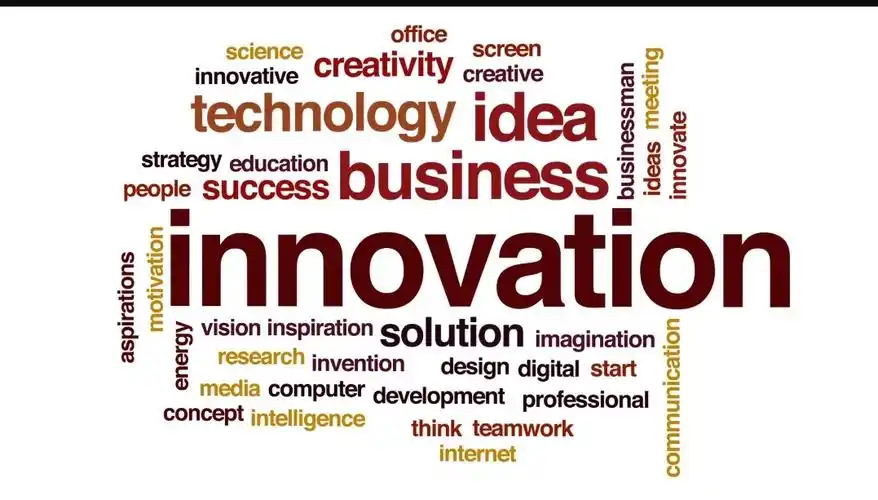 office
science
creativity
screen
innovative
creative
technology
idea
businessman
meeting
ideas
innovate
strategy
education
business
people
success
innovation
aspirations
motivation
energy
vision
inspiration
solution
imagination
communication
research
invention
design
digital
start
media
computer
development
professional
concept
intelligence
think
teamwork
internet